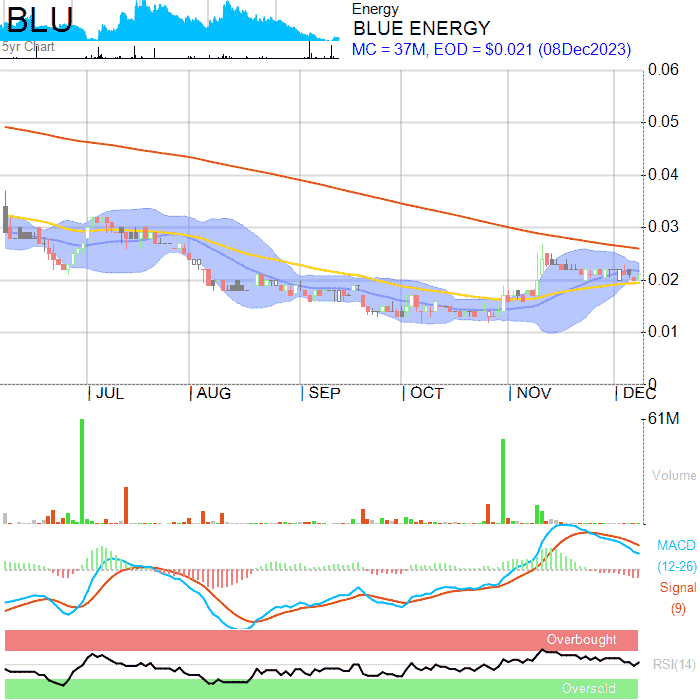 BLU
5yr Chart
Energy
BLUE ENERGY
MC = 37M, EOD = $0.021 (08Dec2023)
0.06
0.05
0.04
0.03
0.02
0.01
0
JUL AUG SEP OCT NOV DEC
61M
Volume
MACD
(12-26)
Signal
(9)
Overbought
RSI(14)
Oversold